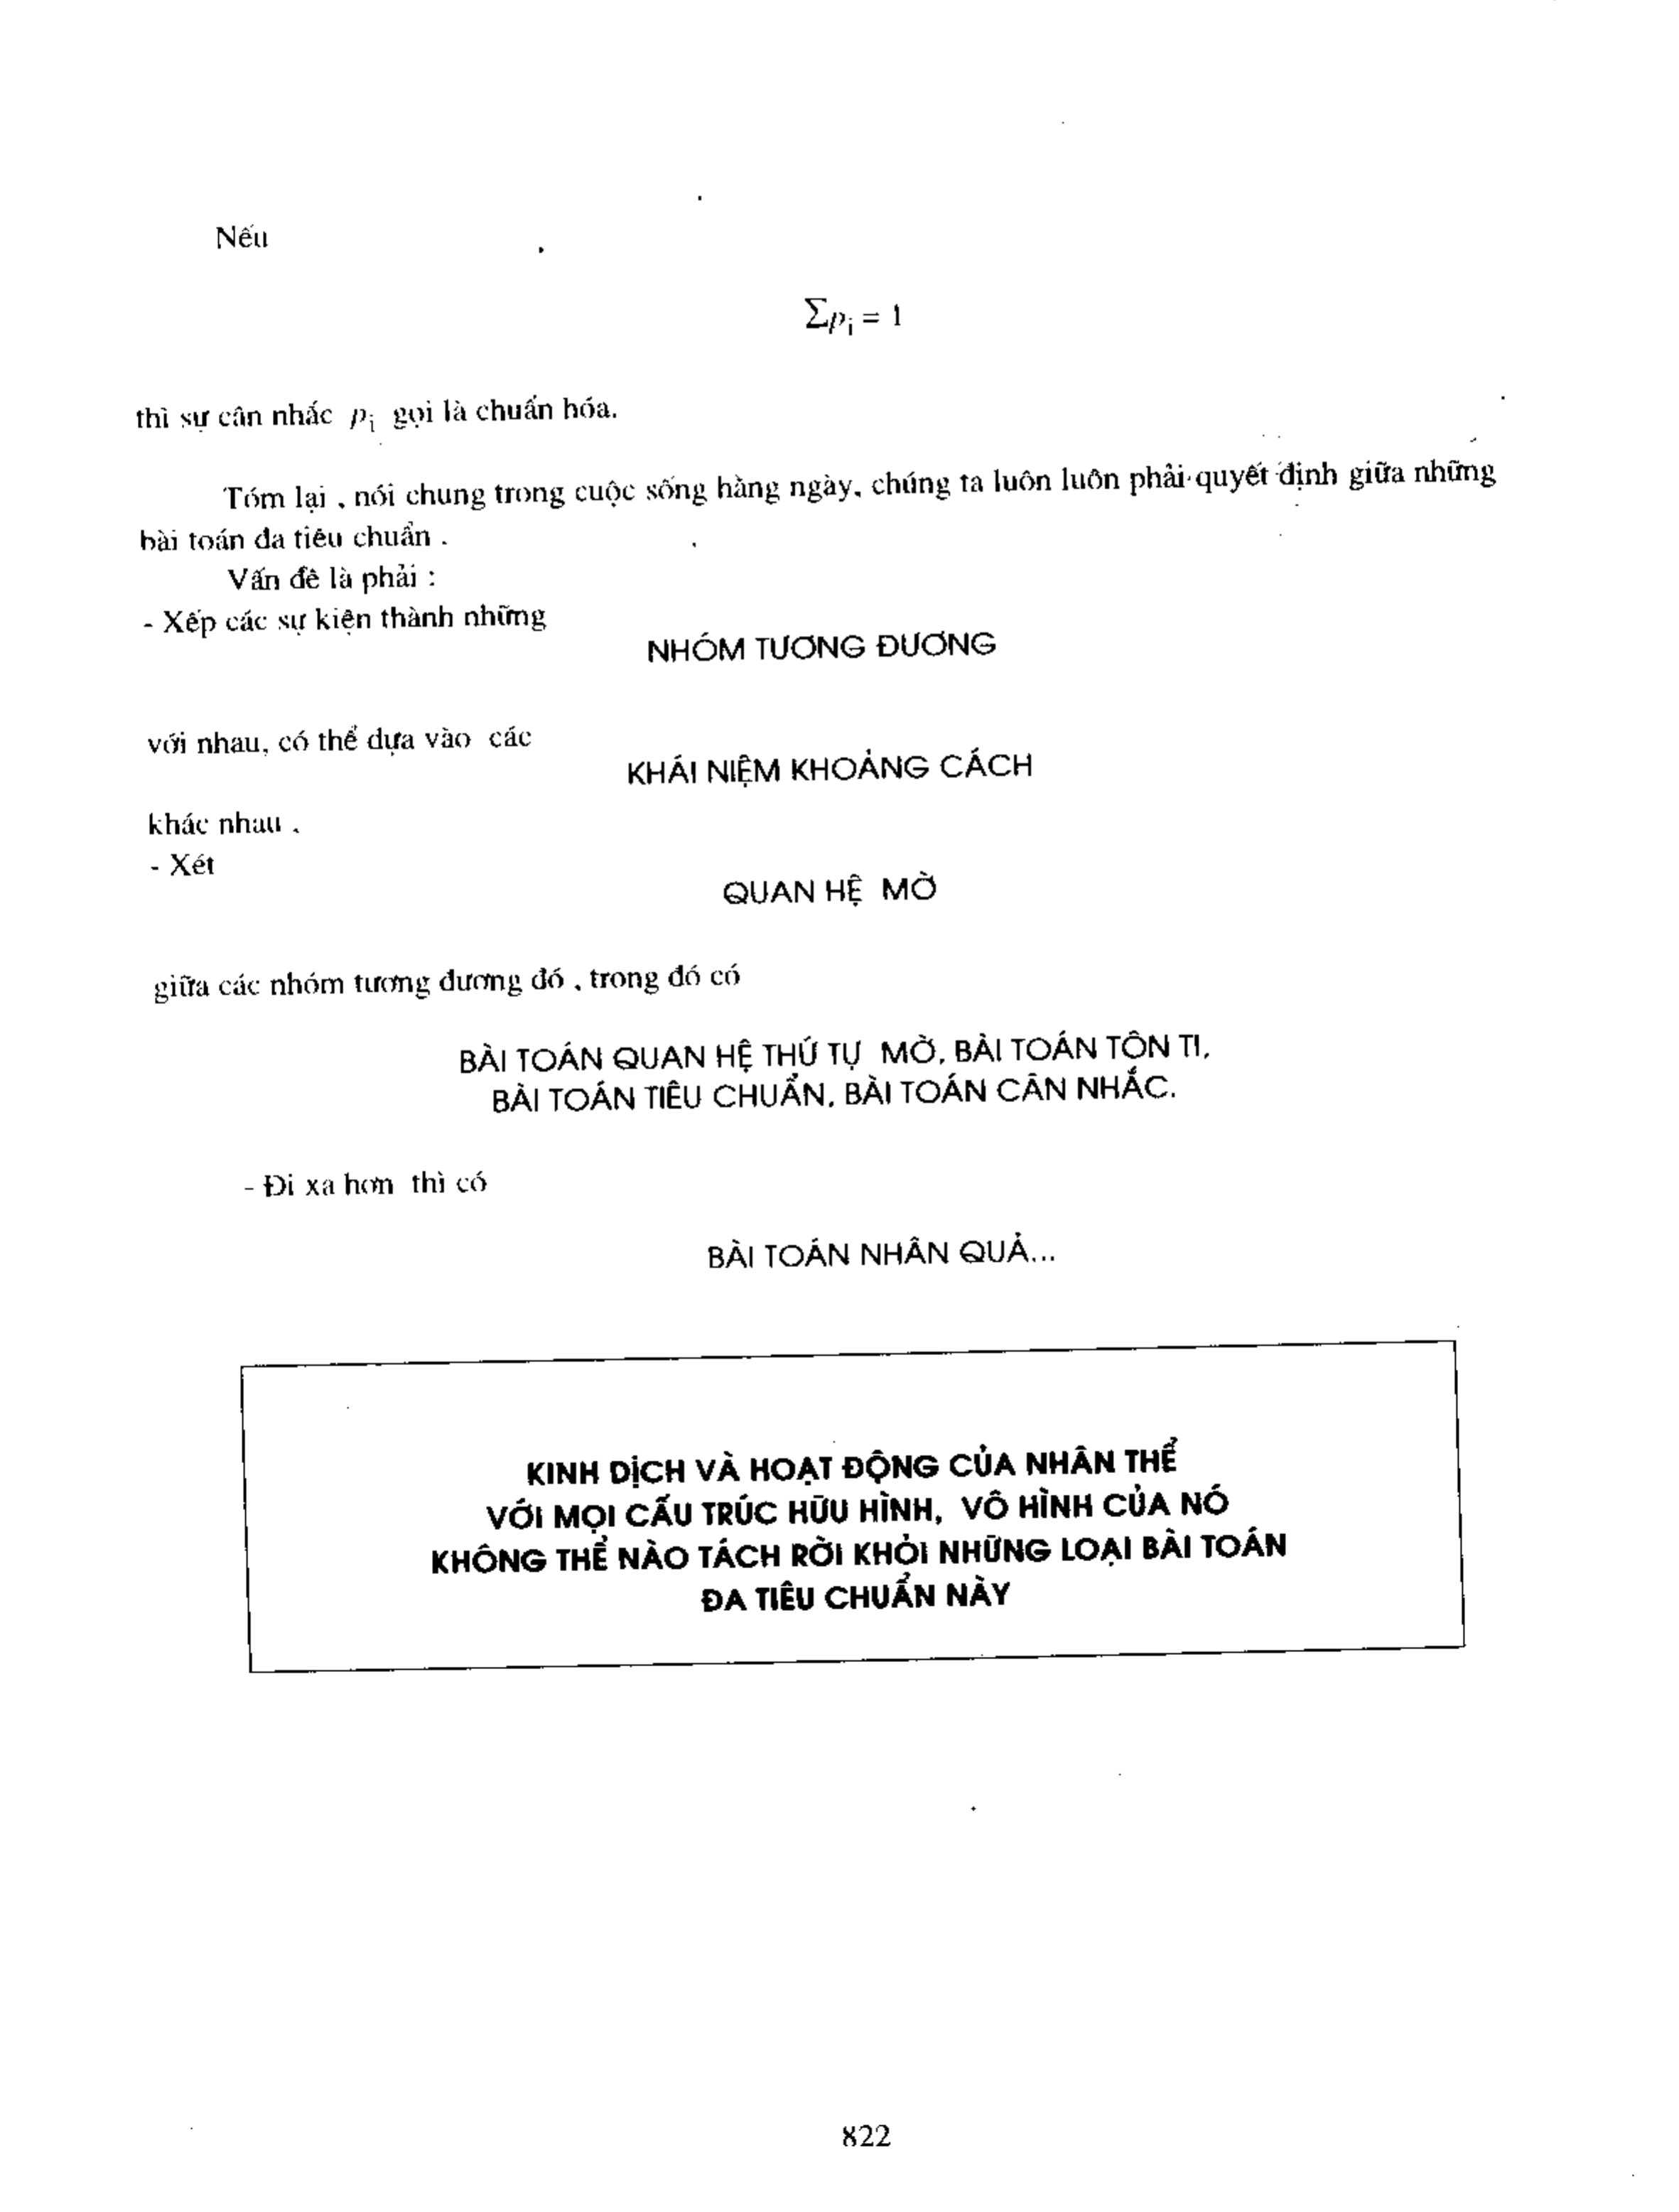 Nếu
∑pi = 1
thì sự cân nhắc pi gọi là chuẩn hóa.
Tóm lại , nói chung trong cuộc sống hằng ngày, chúng ta luôn luôn phải quyết định giữa những
bài toán đa tiêu chuẩn .
Vấn đề là phải :
- Xếp các sự kiện thành những
NHÓM TƯƠNG ĐƯƠNG
với nhau, có thể dựa vào các
KHÁI NIỆM KHOẢNG CÁCH
khác nhau .
- Xét
QUAN HỆ MỜ
giữa các nhóm tương đương đó , trong đó có
BÀI TOÁN QUAN HỆ THỨ TỰ MỜ, BÀI TOÁN TÔN TI,
BÀI TOÁN TIÊU CHUẨN, BÀI TOÁN CÂN NHẮC.
- Đi xa hơn thì có
BÀI TOÁN NHÂN QUẢ...
KINH DỊCH VÀ HOẠT ĐỘNG CỦA NHÂN THỂ
VỚI MỌI CẤU TRÚC HỮU HÌNH, VÔ HÌNH CỦA NÓ
KHÔNG THỂ NÀO TÁCH RỜI KHỎI NHỮNG LOẠI BÀI TOÁN
ĐA TIÊU CHUẨN NÀY
822